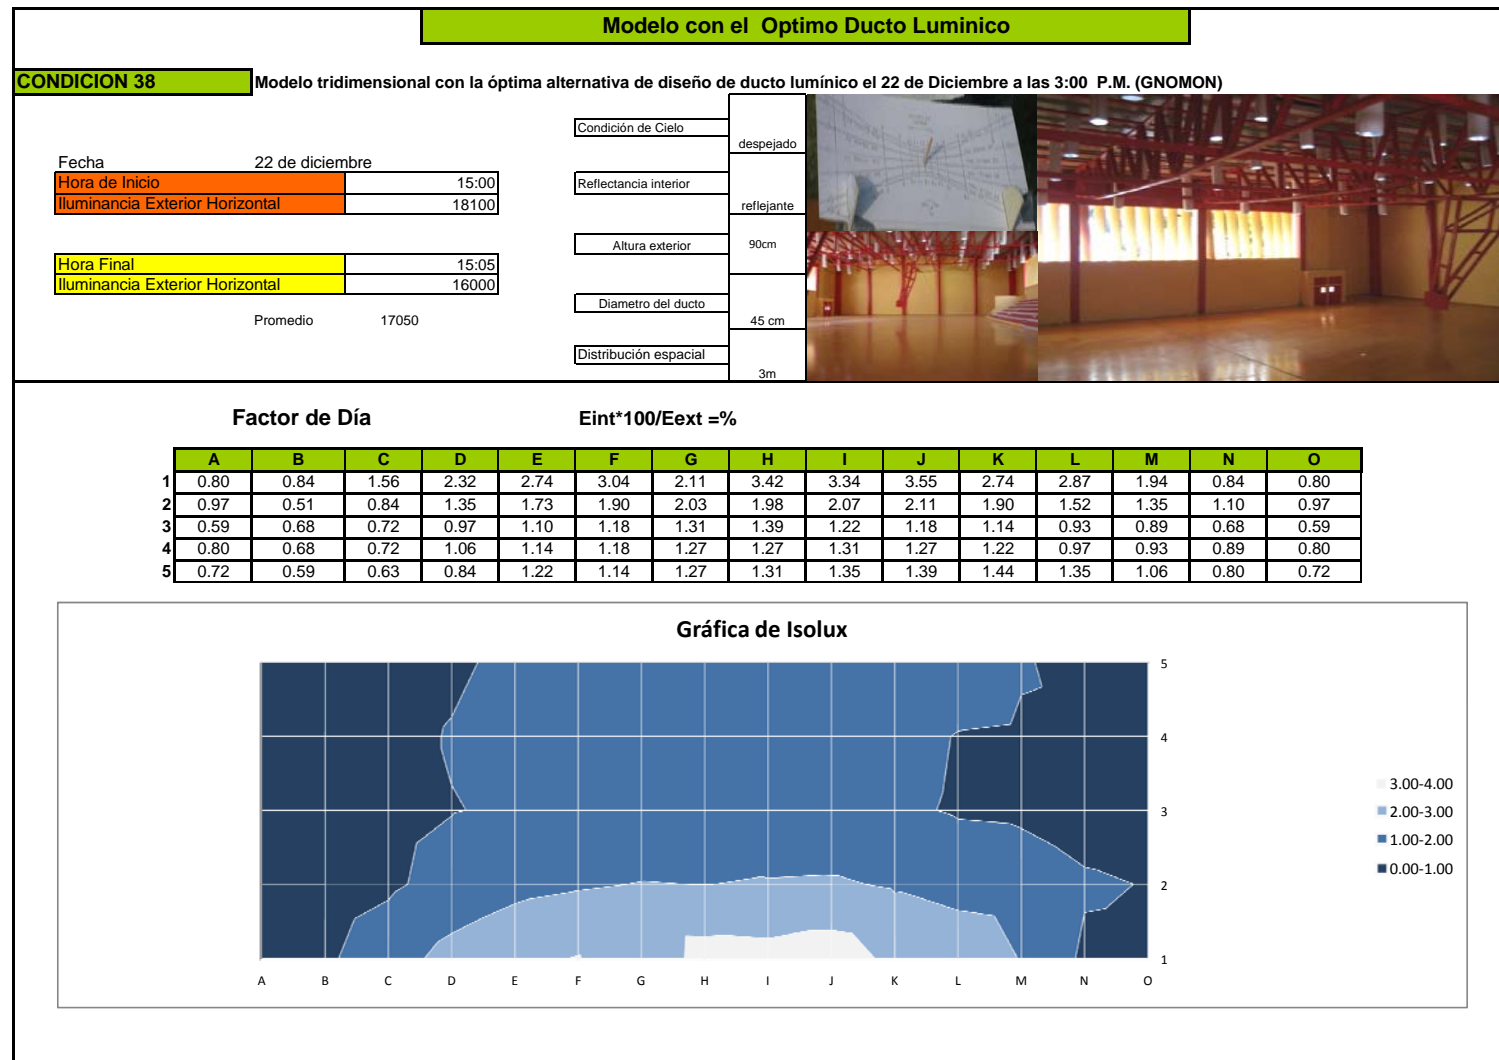 Modelo con el Optimo Ducto Luminico
CONDICION 38 Modelo tridimensional con la óptima alternativa de diseño de ducto lumínico el 22 de Diciembre a las 3:00 P.M. (GNOMON)
Fecha 22 de diciembre
Hora de Inicio 15:00
Iluminancia Exterior Horizontal 18100
Hora Final 15:05
Iluminancia Exterior Horizontal 16000
Promedio 17050
Condición de Cielo
despejado
Reflectancia interior
reflejante
Altura exterior 90cm
Diametro del ducto
45 cm
Distribución espacial
3m
Factor de Día Eint*100/Eext =%
A B C D E F G H I J K L M N O
1 0.80 0.84 1.56 2.32 2.74 3.04 2.11 3.42 3.34 3.55 2.74 2.87 1.94 0.84 0.80
2 0.97 0.51 0.84 1.35 1.73 1.90 2.03 1.98 2.07 2.11 1.90 1.52 1.35 1.10 0.97
3 0.59 0.68 0.72 0.97 1.10 1.18 1.31 1.39 1.22 1.18 1.14 0.93 0.89 0.68 0.59
4 0.80 0.68 0.72 1.06 1.14 1.18 1.27 1.27 1.31 1.27 1.22 0.97 0.93 0.89 0.80
5 0.72 0.59 0.63 0.84 1.22 1.14 1.27 1.31 1.35 1.39 1.44 1.35 1.06 0.80 0.72
Gráfica de Isolux
5
4
3
2
1
A B C D E F G H I J K L M N O
3.00-4.00
2.00-3.00
1.00-2.00
0.00-1.00